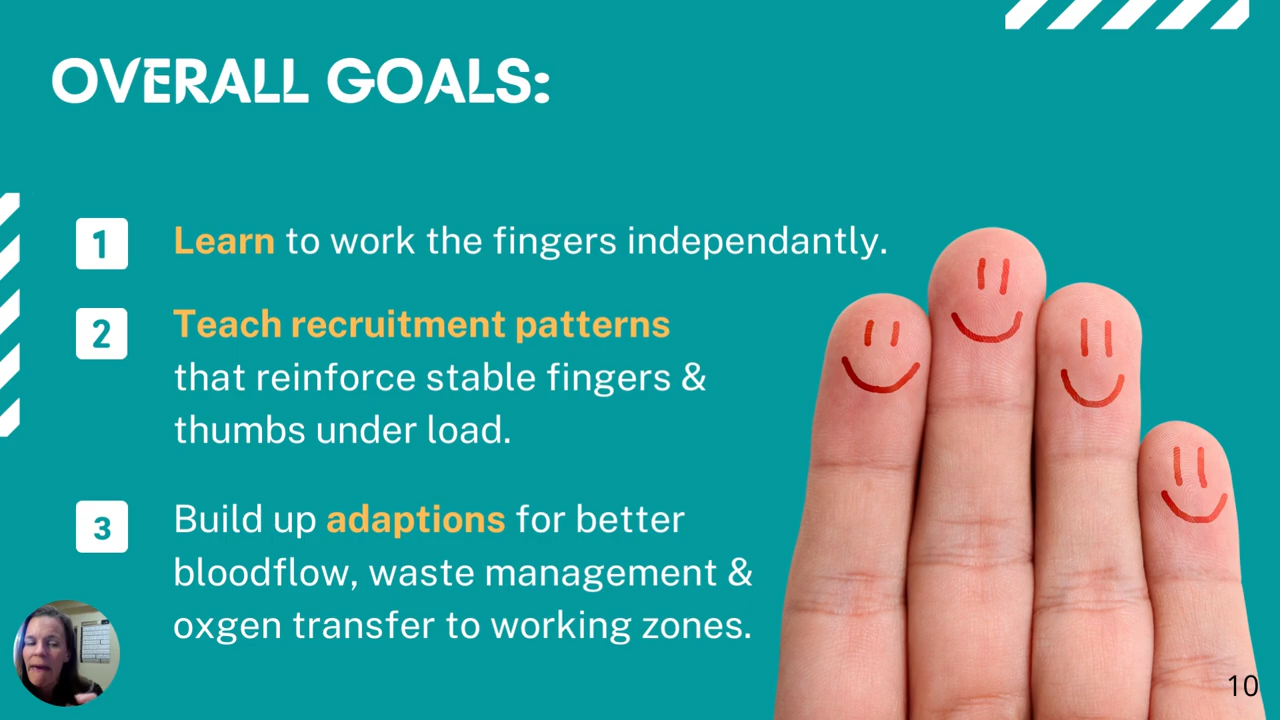 OVERALL GOALS:
1 Learn to work the fingers independantly.
2 Teach recruitment patterns
that reinforce stable fingers &
thumbs under load.
3 Build up adaptions for better
bloodflow, waste management &
oxgen transfer to working zones.
10